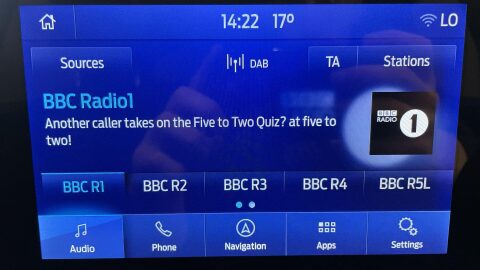 14:22 17° LO
Sources DAB TA Stations
BBC Radio1
Another caller takes on the Five to Two Quiz? at five to
two!
BBC
RADIO 1
BBC R1 BBC R2 BBC R3 BBC R4 BBC R5L
Audio Phone Navigation Apps Settings